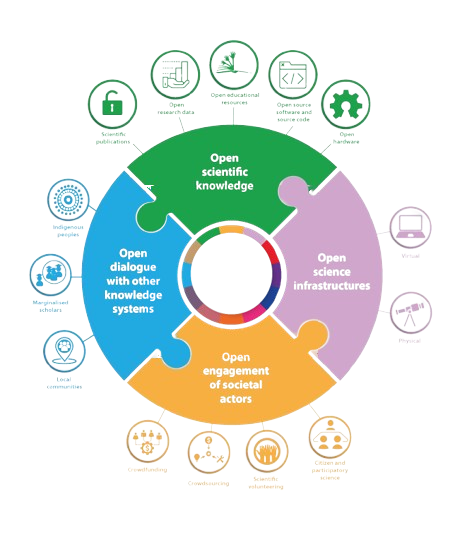 Open educational
resources
Open
research data
Open source
software and
source code
Scientific
publications
Open
hardware
Open
scientific
knowledge
Indigenous
peoples
Marginalized
scholars
Local
communities
Open
dialogue
with other
knowledge
systems
Open
science
infrastructures
Virtual
Physical
Open
engagement
of societal
actors
Crowdfunding
Crowdsourcing
Scientific
volunteering
Citizen and
participatory
science